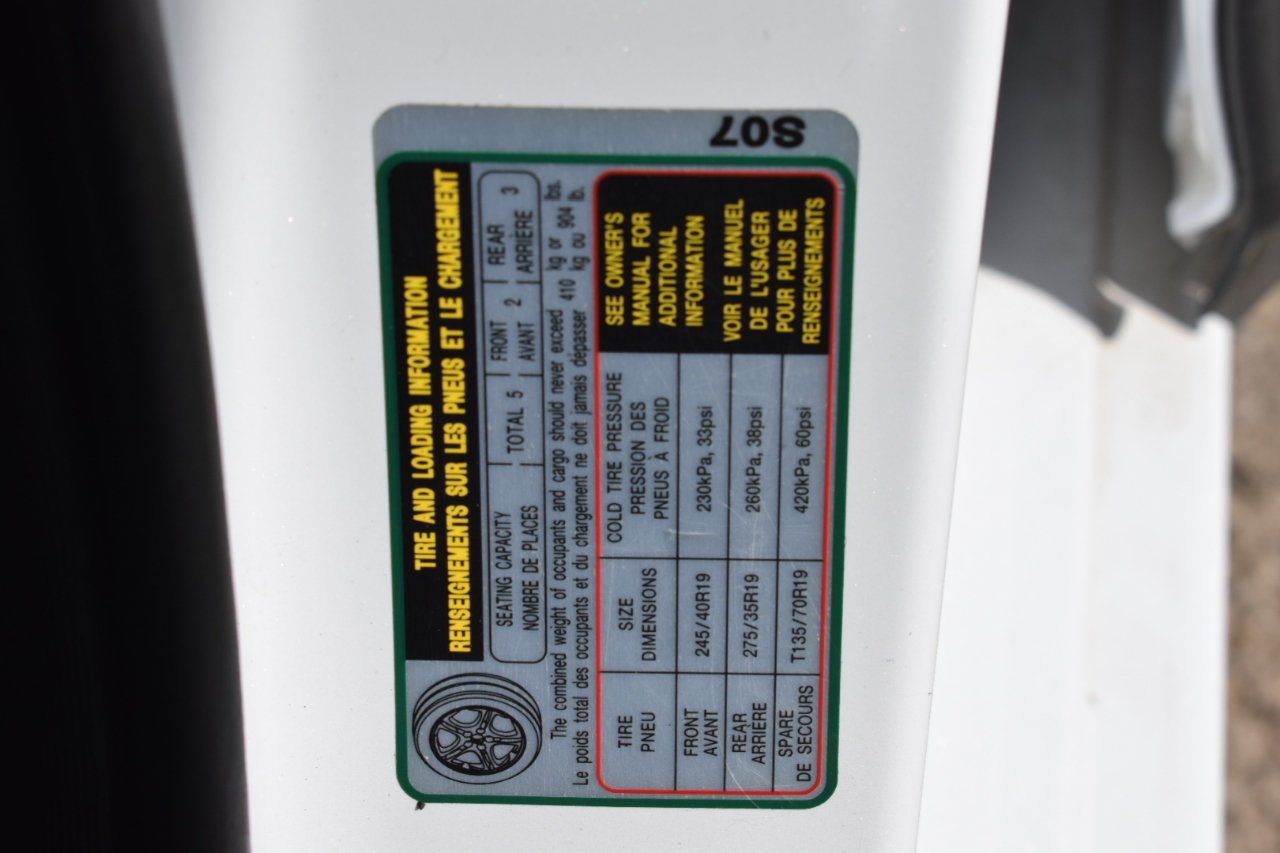 S07
TIRE AND LOADING INFORMATION
RENSEIGNEMENTS SUR LES PNEUS ET LE CHARGEMENT
SEATING CAPACITY
NOMBRE DE PLACES
TOTAL 5
FRONT
AVANT 2
REAR
ARRIÈRE 3
The combined weight of occupants and cargo should never exceed 410 kg or 904 lbs.
Le poids total des occupants et du chargement ne doit jamais dépasser 410 kg ou 904 lb.
TIRE
PNEU
SIZE
DIMENSIONS
COLD TIRE PRESSURE
PRESSION DES
PNEUS À FROID
FRONT
AVANT
245/40R19
230kPa, 33psi
REAR
ARRIÈRE
275/35R19
260kPa, 38psi
SPARE
DE SECOURS
T135/70R19
420kPa, 60psi
SEE OWNER'S
MANUAL FOR
ADDITIONAL
INFORMATION
VOIR LE MANUEL
DE L'USAGER
POUR PLUS DE
RENSEIGNEMENTS